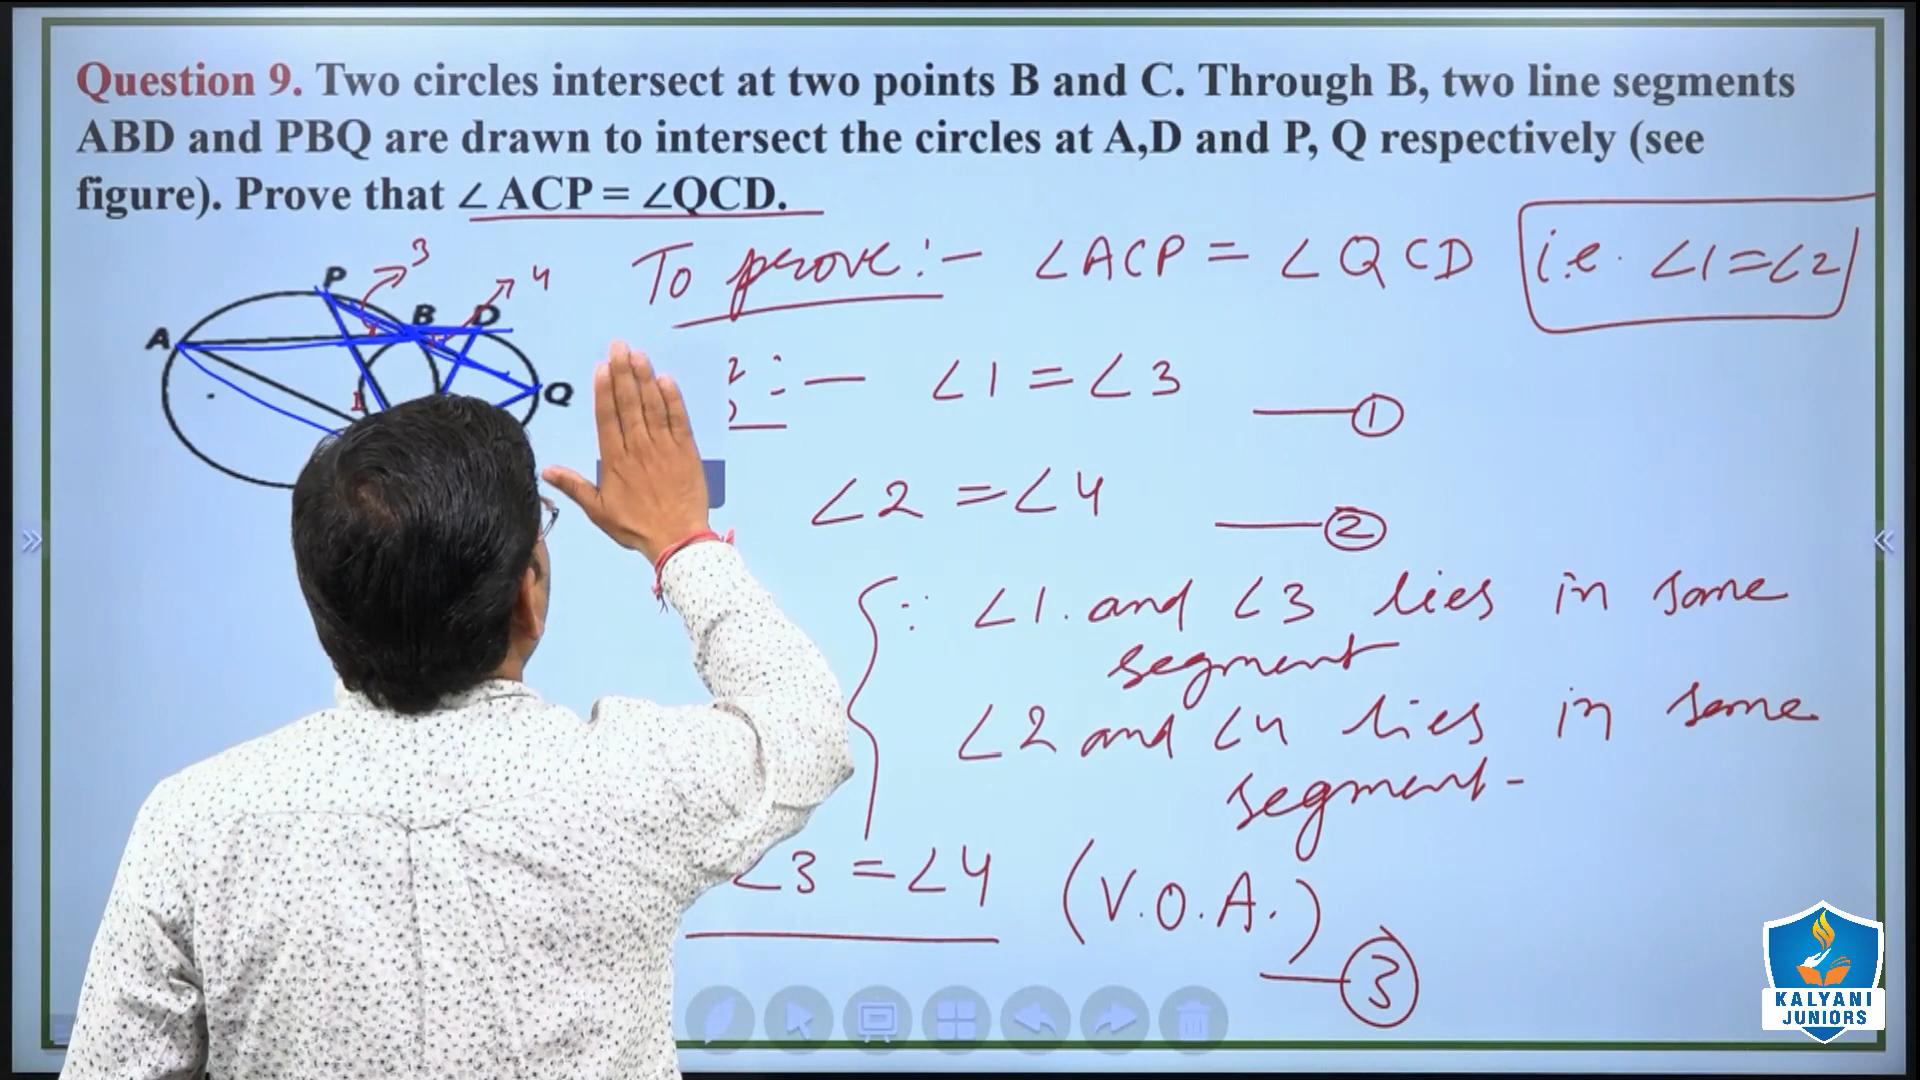 Question 9. Two circles intersect at two points B and C. Through B, two line segments
ABD and PBQ are drawn to intersect the circles at A,D and P, Q respectively (see
figure). Prove that ∠ACP = ∠QCD.
To prove :- ∠ACP = ∠QCD i.e. ∠1=∠2
P 3
B D 4
A
Q
1
:- ∠1 = ∠3 ①
∠2 = ∠4 ②
∵ ∠1 and ∠3 lies in same
segment
∠2 and ∠4 lies in same
segment-
∠3 = ∠4 (V.O.A.)
③
KALYANI
JUNIORS